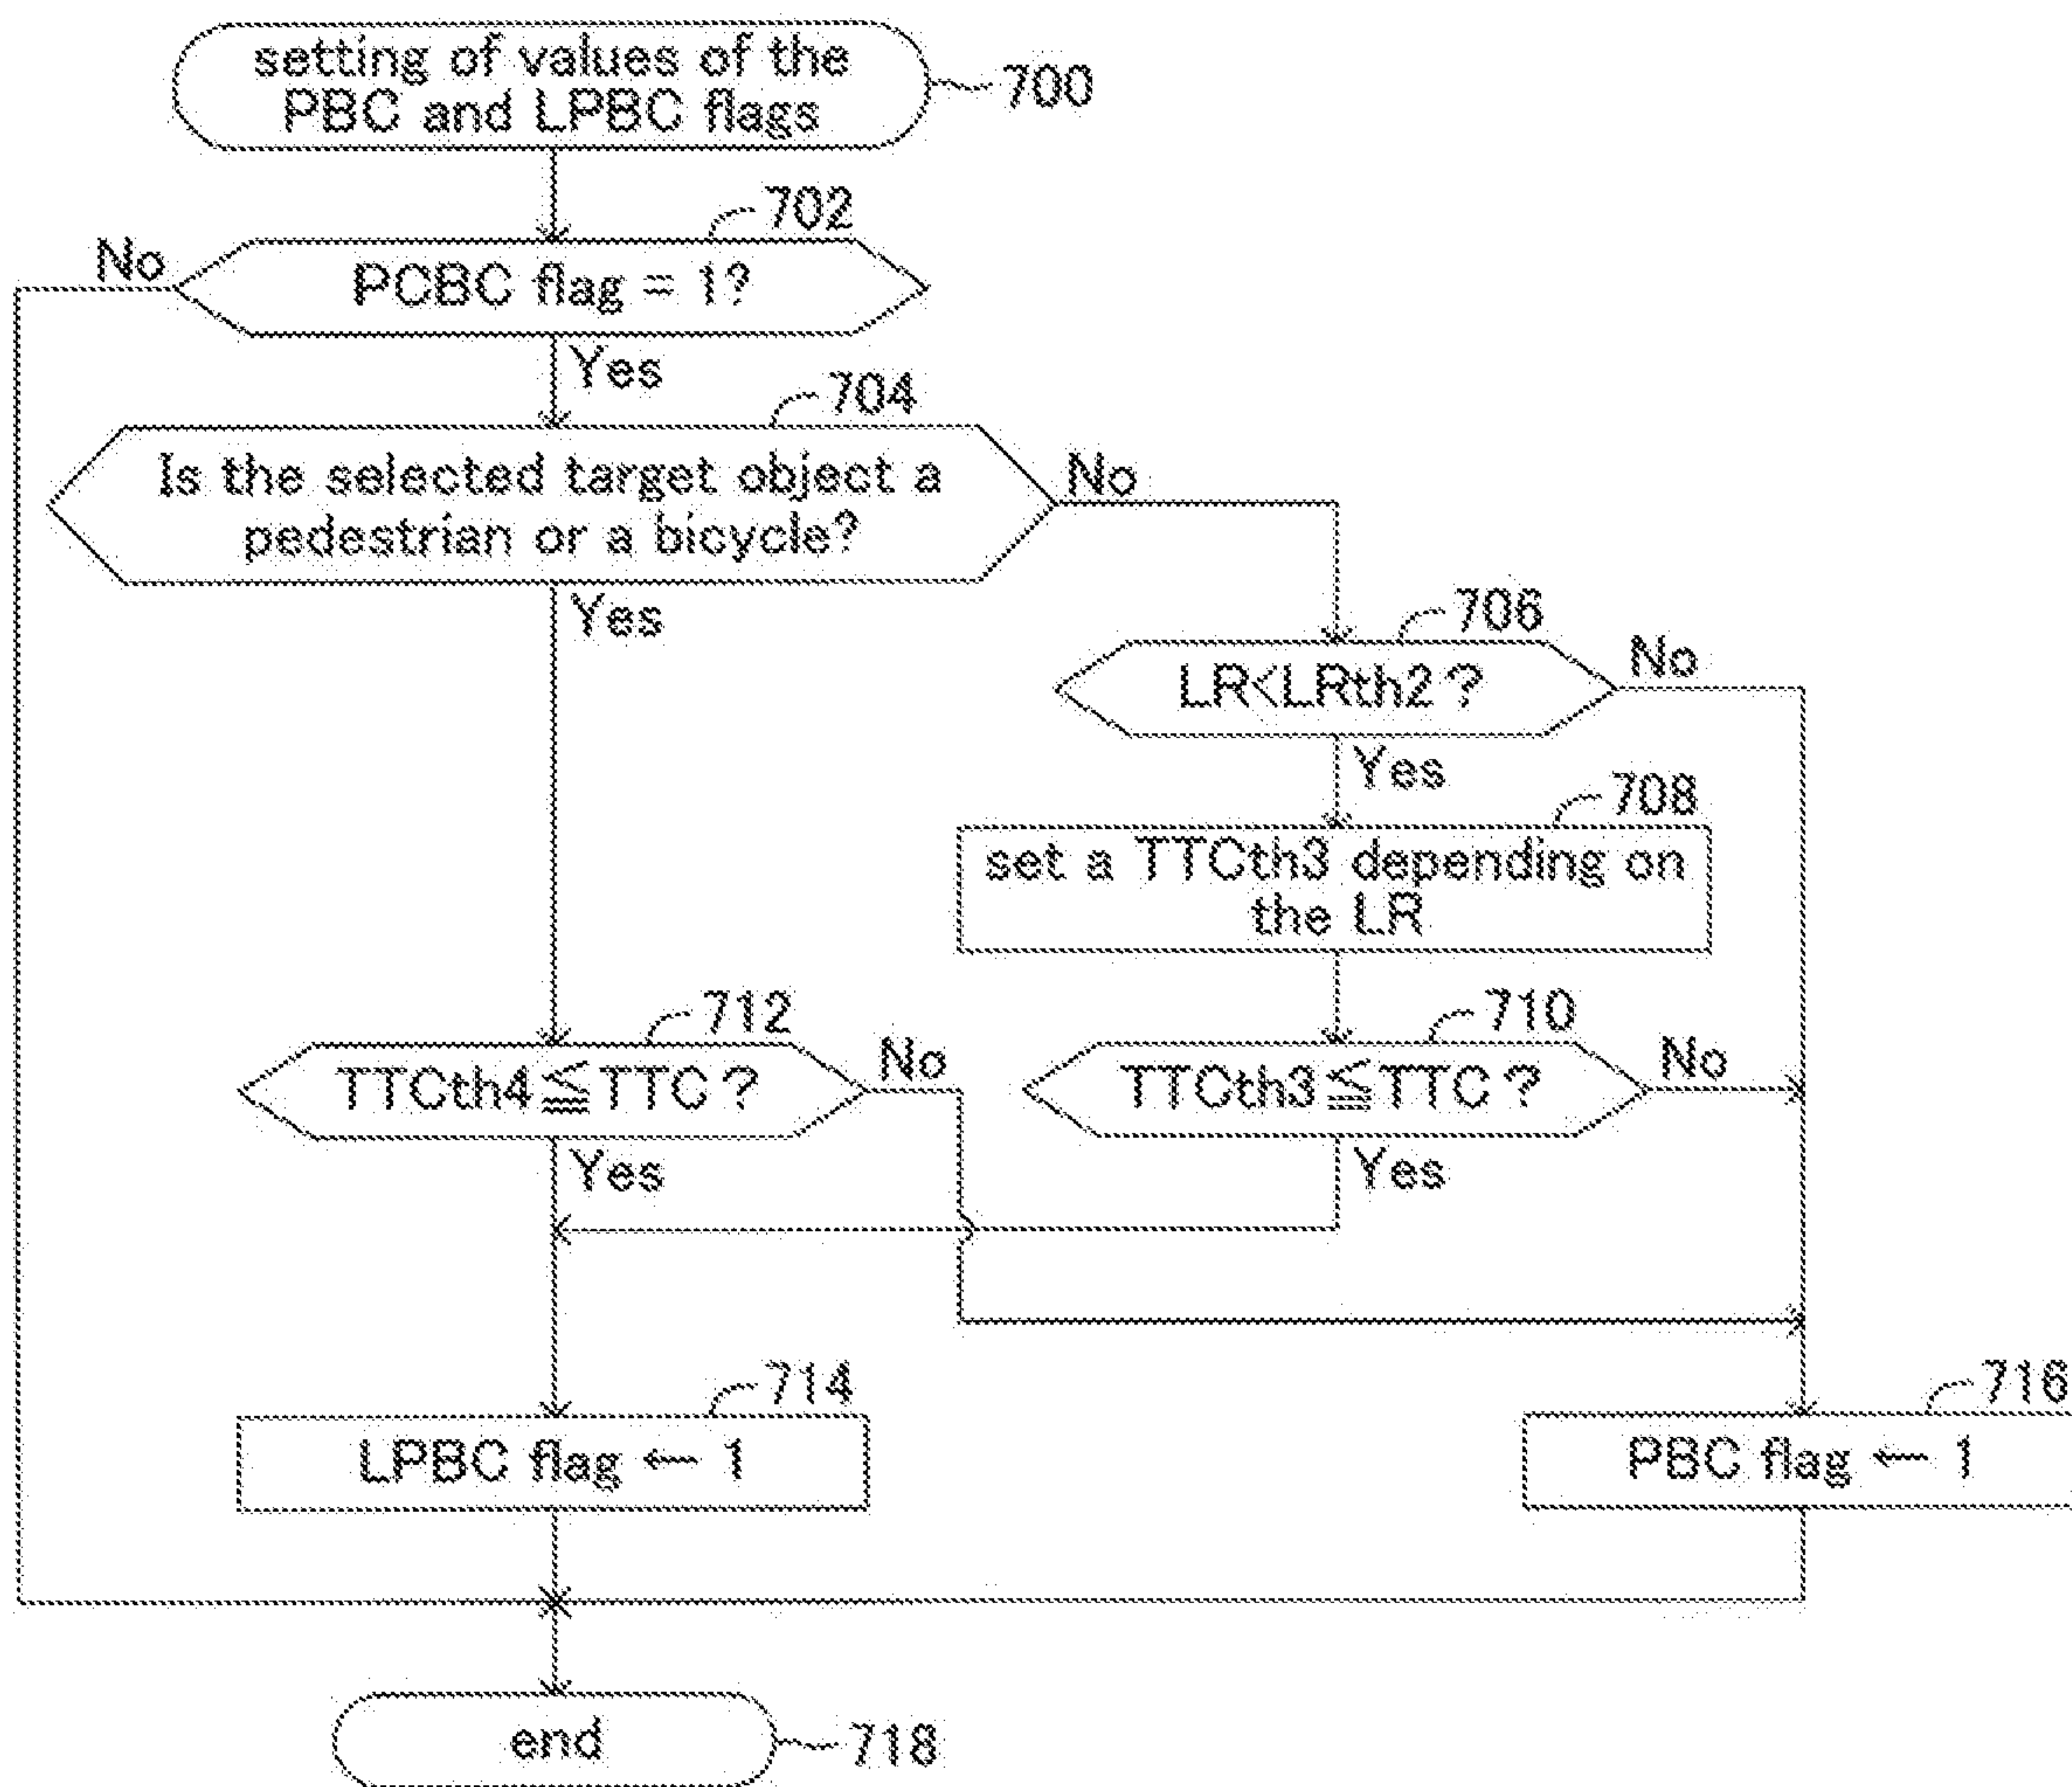 setting of values of the
PBC and LPBC flags
700
702
No
PCBC flag = 1?
Yes
704
Is the selected target object a
pedestrian or a bicycle?
No
Yes
706
LR<LRth2?
No
Yes
708
set a TTCth3 depending on
the LR
712
TTCth4≦TTC?
No
710
TTCth3≦TTC?
No
Yes
Yes
714
LPBC flag ← 1
716
PBC flag ← 1
end
718